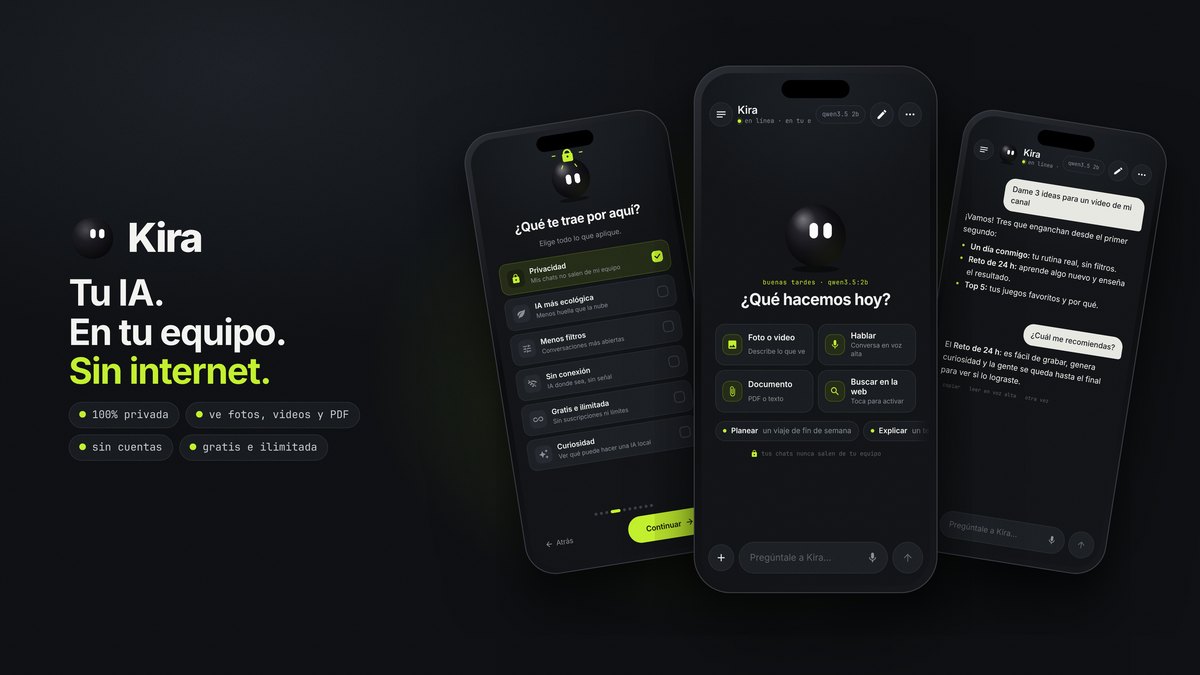 Kira
Tu IA.
En tu equipo.
Sin internet.
100% privada
ve fotos, videos y PDF
sin cuentas
gratis e ilimitada
¿Qué te trae por aquí?
Elige todo lo que aplique.
Privacidad
Mis chats no salen de mi equipo
IA más ecológica
Menos huella que la nube
Menos filtros
Conversaciones más abiertas
Sin conexión
IA donde sea, sin señal
Gratis e ilimitada
Sin suscripciones ni límites
Curiosidad
Ver qué puede hacer una IA local
Continuar →
← Atrás
Kira
en línea · en tu e
qwen3.5 2b
buenas tardes · qwen3.5:2b
¿Qué hacemos hoy?
Foto o video
Describe lo que ve
Hablar
Conversa en voz
alta
Documento
PDF o texto
Buscar en la
web
Toca para activar
Planear un viaje de fin de semana
Explicar un
tus chats nunca salen de tu equipo
Pregúntale a Kira...
Kira
en línea ·
qwen3.5 2b
Dame 3 ideas para un video de mi
canal
¡Vamos! Tres que enganchan desde el primer
segundo:
• Un día conmigo: tu rutina real, sin filtros.
• Reto de 24 h: aprende algo nuevo y enseña
el resultado.
• Top 5: tus juegos favoritos y por qué.
¿Cuál me recomiendas?
El Reto de 24 h: es fácil de grabar, genera
curiosidad y la gente se queda hasta el final
para ver si lo lograste.
copiar leer en voz alta otra vez
Pregúntale a Kira...